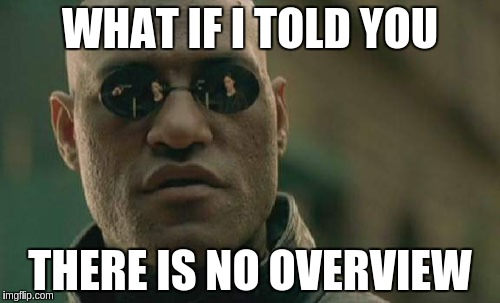 WHAT IF I TOLD YOU
THERE IS NO OVERVIEW
imgflip.com